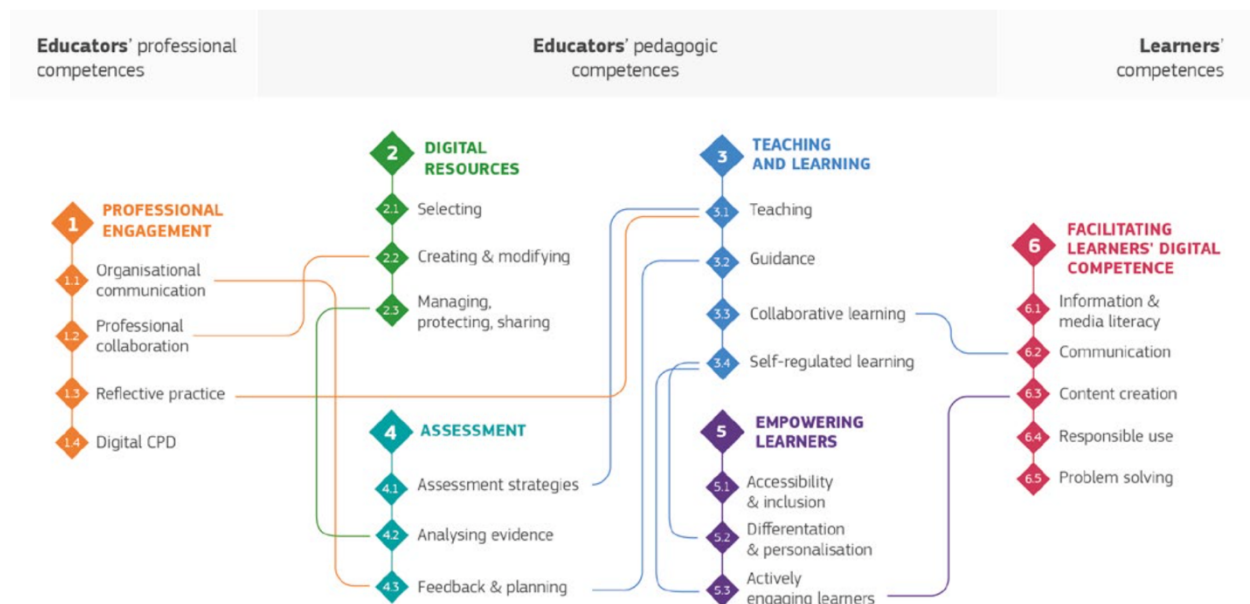 Educators' professional
competences
Educators' pedagogic
competences
Learners'
competences
1
PROFESSIONAL
ENGAGEMENT
1.1
Organisational
communication
1.2
Professional
collaboration
1.3
Reflective practice
1.4
Digital CPD
2
DIGITAL
RESOURCES
2.1
Selecting
2.2
Creating & modifying
2.3
Managing,
protecting, sharing
3
TEACHING
AND LEARNING
3.1
Teaching
3.2
Guidance
3.3
Collaborative learning
3.4
Self-regulated learning
4
ASSESSMENT
4.1
Assessment strategies
4.2
Analysing evidence
4.3
Feedback & planning
5
EMPOWERING
LEARNERS
5.1
Accessibility
& inclusion
5.2
Differentation
& personalisation
5.3
Actively
engaging learners
6
FACILITATING
LEARNERS' DIGITAL
COMPETENCE
6.1
Information &
media literacy
6.2
Communication
6.3
Content creation
6.4
Responsible use
6.5
Problem solving